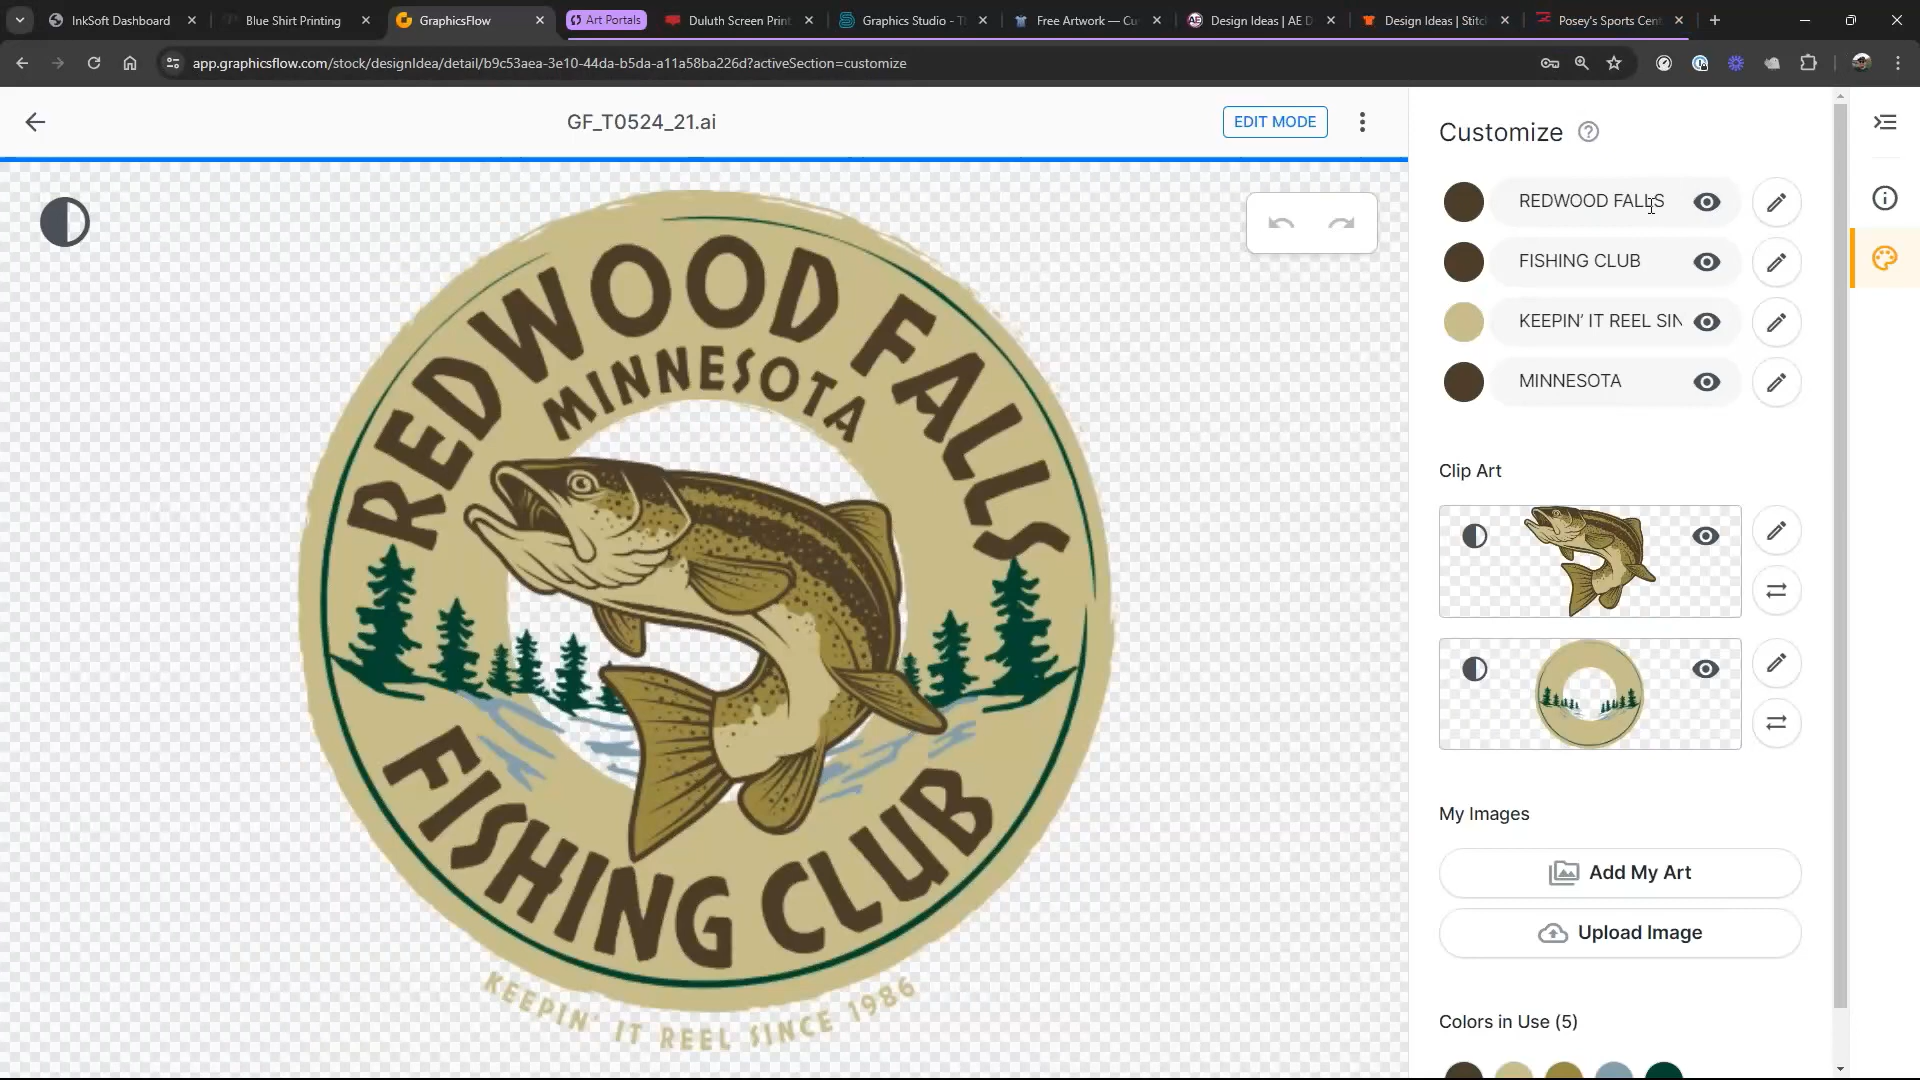 InkSoft Dashboard
Blue Shirt Printing
GraphicsFlow
Art Portals
Duluth Screen Print
Graphics Studio - T
Free Artwork — Cu
Design Ideas | AE D
Design Ideas | Stitc
Posey's Sports Cent
app.graphicsflow.com/stock/designIdea/detail/b9c53aea-3e10-44da-b5da-a11a58ba226d?activeSection=customize
GF_T0524_21.ai
EDIT MODE
REDWOOD FALLS
MINNESOTA
FISHING CLUB
KEEPIN' IT REEL SINCE 1986
Customize
REDWOOD FALLS
FISHING CLUB
KEEPIN’ IT REEL SIN
MINNESOTA
Clip Art
My Images
Add My Art
Upload Image
Colors in Use (5)